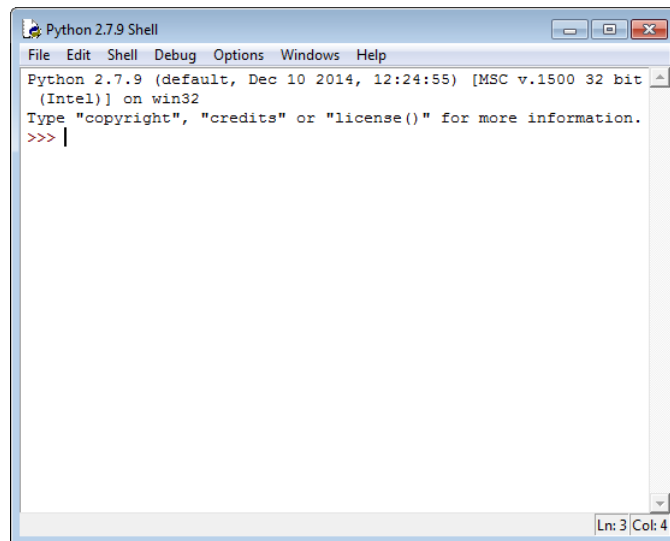 Python 2.7.9 Shell
File Edit Shell Debug Options Windows Help
Python 2.7.9 (default, Dec 10 2014, 12:24:55) [MSC v.1500 32 bit
 (Intel)] on win32
Type "copyright", "credits" or "license()" for more information.
>>>
Ln: 3 Col: 4